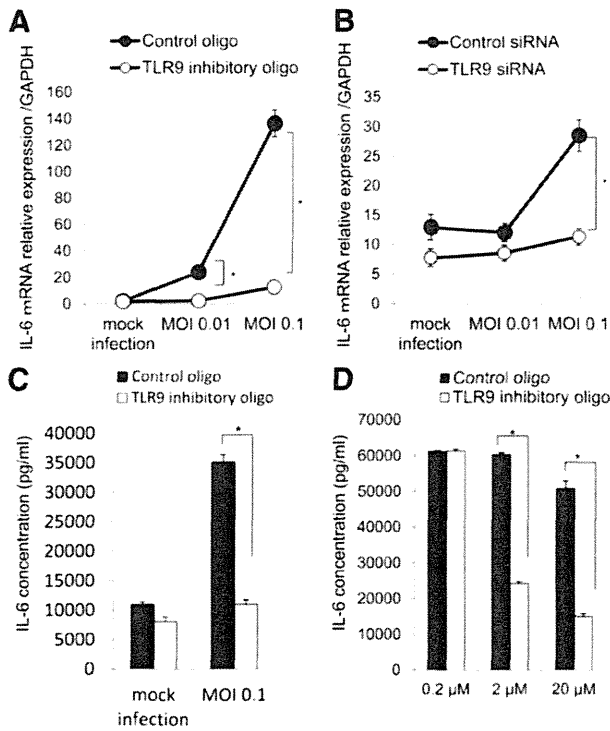 A
Control oligo
TLR9 inhibitory oligo
IL-6 mRNA relative expression /GAPDH
160
140
120
100
80
60
40
20
0
*
*
mock infection
MOI 0.01
MOI 0.1
B
Control siRNA
TLR9 siRNA
IL-6 mRNA relative expression /GAPDH
35
30
25
20
15
10
5
0
*
mock infection
MOI 0.01
MOI 0.1
C
Control oligo
TLR9 inhibitory oligo
IL-6 concentration (pg/ml)
40000
35000
30000
25000
20000
15000
10000
5000
0
*
mock infection
MOI 0.1
D
Control oligo
TLR9 inhibitory oligo
IL-6 concentration (pg/ml)
70000
60000
50000
40000
30000
20000
10000
0
*
*
0.2 µM
2 µM
20 µM